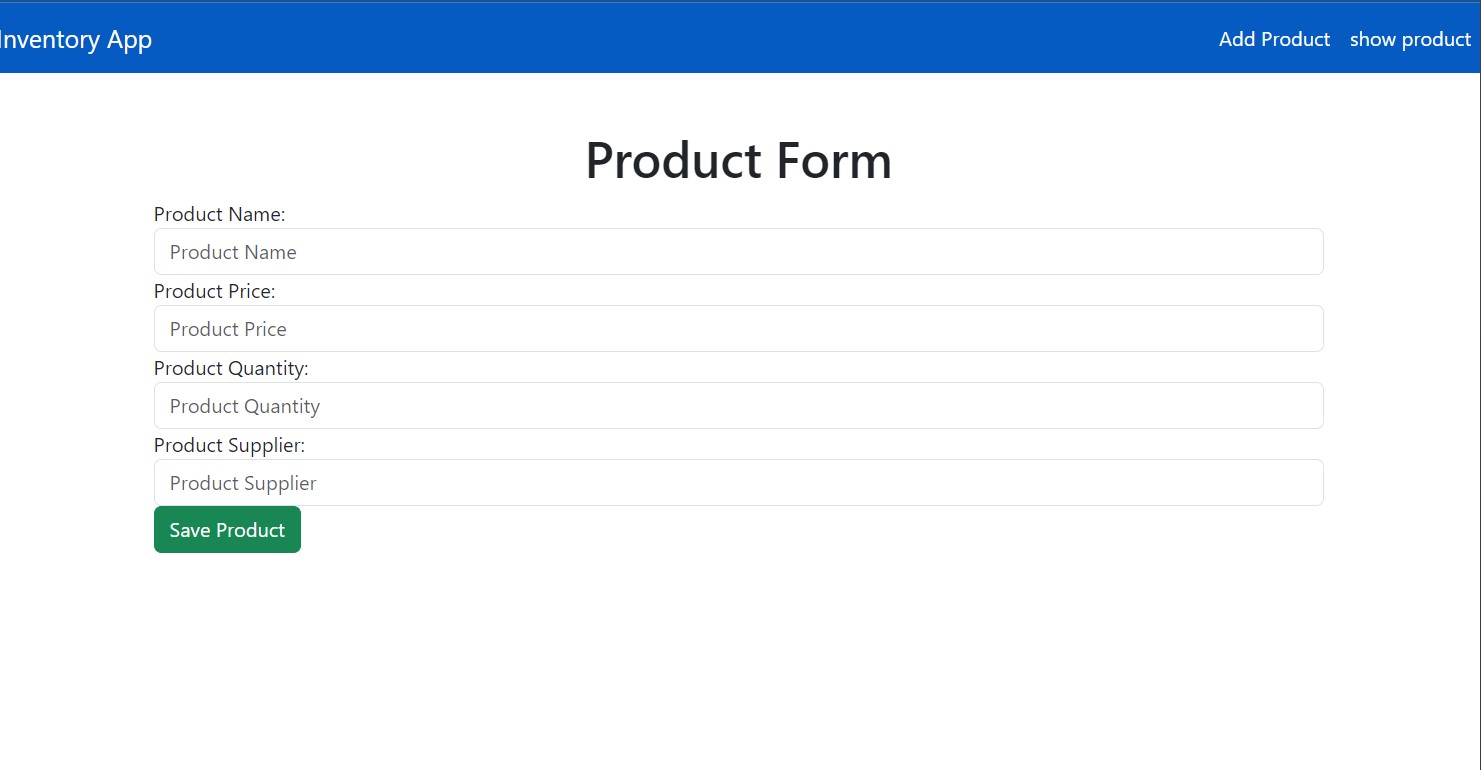 Inventory App
Add Product show product
Product Form
Product Name:
Product Name
Product Price:
Product Price
Product Quantity:
Product Quantity
Product Supplier:
Product Supplier
Save Product